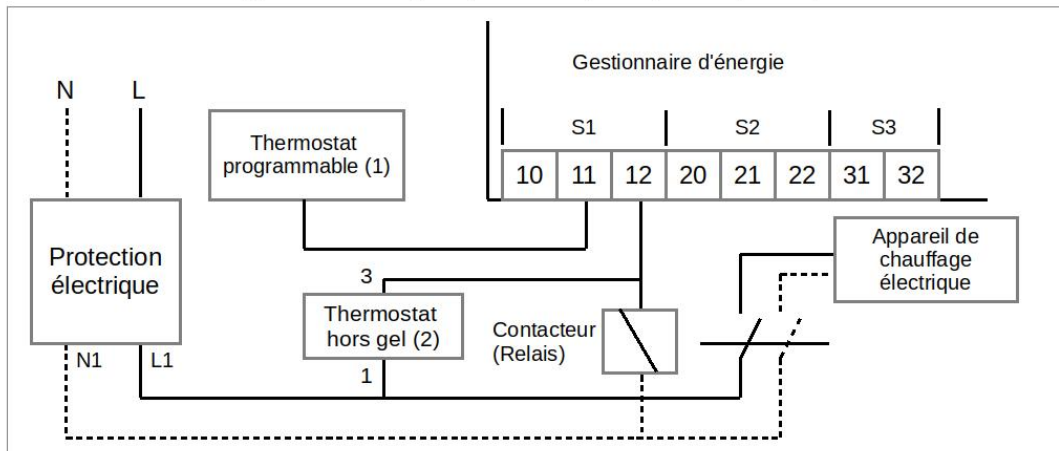 Gestionnaire d'énergie
N L
S1 S2 S3
Thermostat
programmable (1)
10 11 12 20 21 22 31 32
Protection
électrique
Appareil de
chauffage
électrique
3
Thermostat
hors gel (2)
Contacteur
(Relais)
N1 L1
1